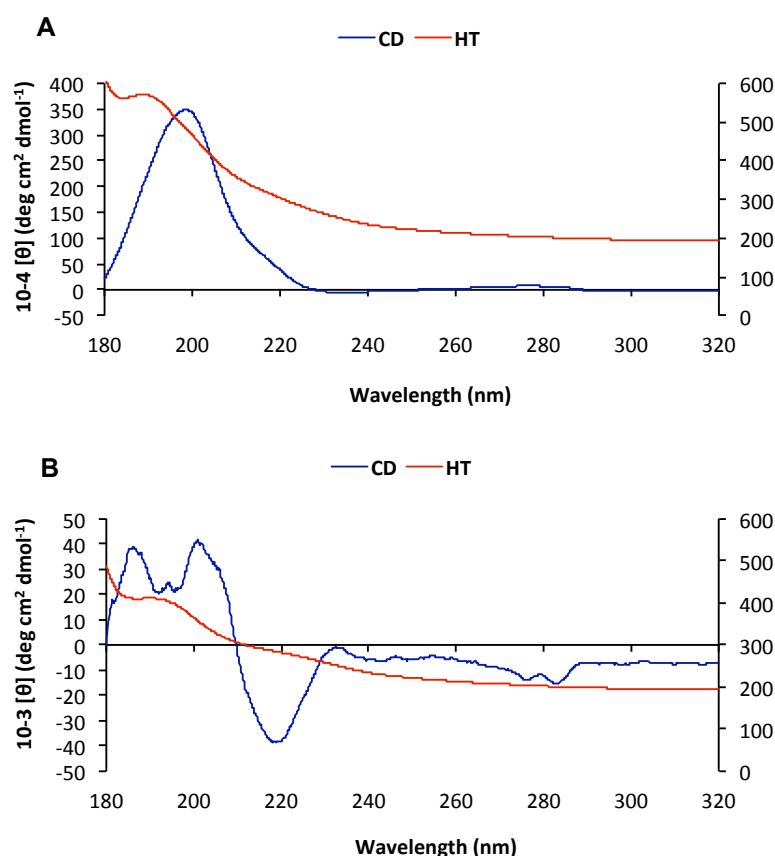 A
CD HT
10-4 [θ] (deg cm² dmol⁻¹)
400 600
350 500
300
250 400
200 300
150
100 200
50 100
0
-50 0
180 200 220 240 260 280 300 320
Wavelength (nm)
B
CD HT
10-3 [θ] (deg cm² dmol⁻¹)
50 600
40 500
30
20 400
10
0 300
-10
-20 200
-30 100
-40
-50 0
180 200 220 240 260 280 300 320
Wavelength (nm)